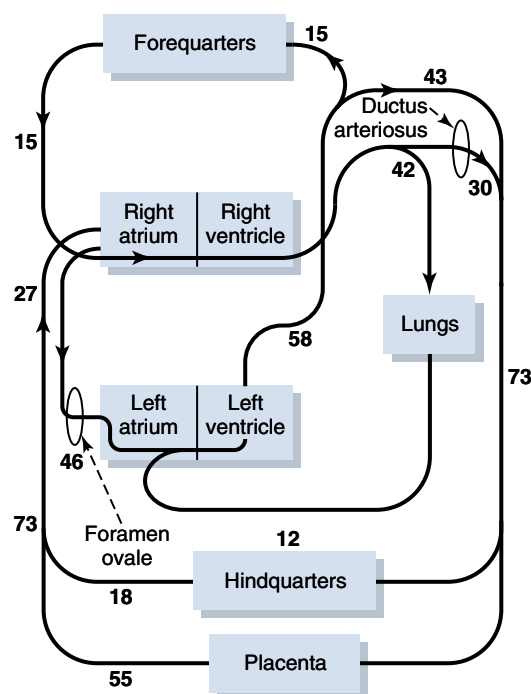 Forequarters
15
43
Ductus
arteriosus
15
42
30
Right
atrium
Right
ventricle
27
Lungs
58
73
Left
atrium
Left
ventricle
46
73
Foramen
ovale
12
Hindquarters
18
Placenta
55